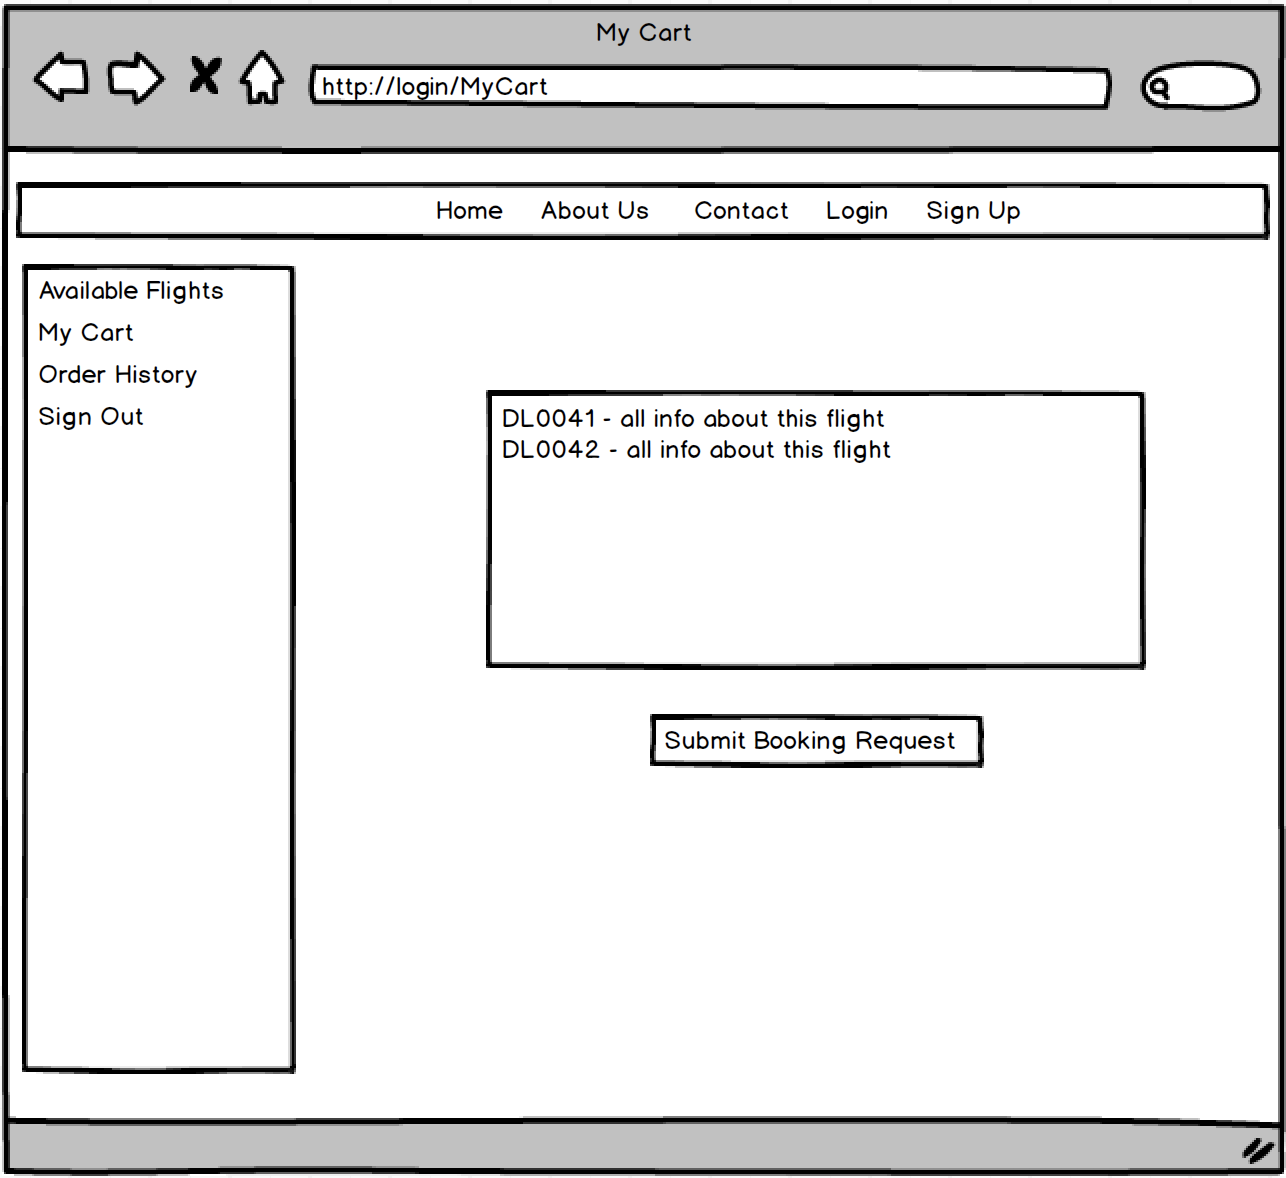 My Cart
http://login/MyCart
Home About Us Contact Login Sign Up
Available Flights
My Cart
Order History
Sign Out
DL0041 - all info about this flight
DL0042 - all info about this flight
Submit Booking Request